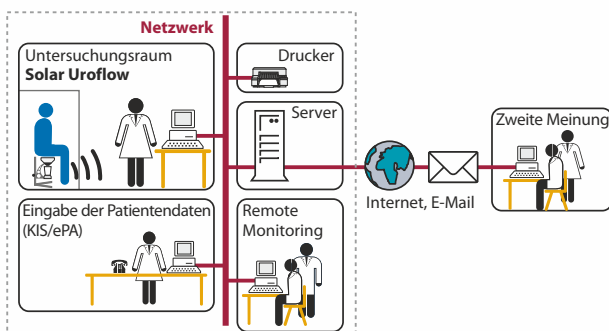 Netzwerk
Untersuchungsraum
Solar Uroflow
Drucker
Server
Zweite Meinung
Internet, E-Mail
Eingabe der Patientendaten
(KIS/ePA)
Remote
Monitoring